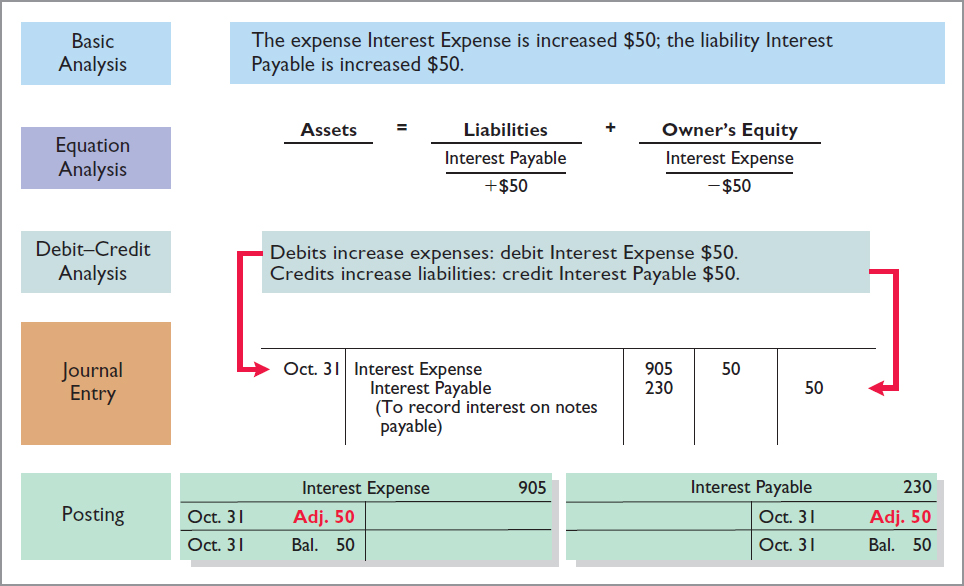 Basic
Analysis
The expense Interest Expense is increased $50; the liability Interest
Payable is increased $50.
Equation
Analysis
Assets = Liabilities + Owner's Equity
Interest Payable Interest Expense
+$50 −$50
Debit–Credit
Analysis
Debits increase expenses: debit Interest Expense $50.
Credits increase liabilities: credit Interest Payable $50.
Journal
Entry
Oct. 31 Interest Expense 905 50
Interest Payable 230 50
(To record interest on notes
payable)
Posting
Interest Expense 905
Oct. 31 Adj. 50
Oct. 31 Bal. 50
Interest Payable 230
Oct. 31 Adj. 50
Oct. 31 Bal. 50